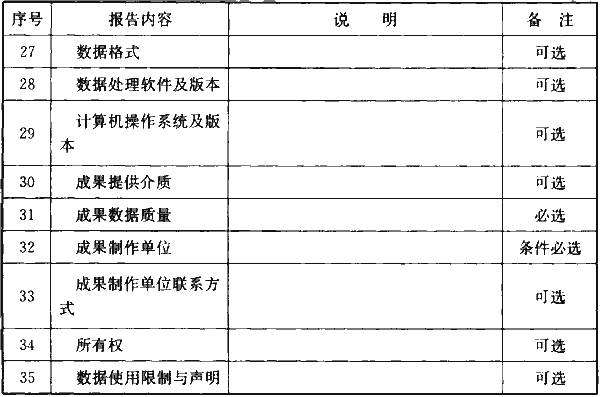 序号 报告内容 说 明 备 注
27 数据格式 可选
28 数据处理软件及版本 可选
29 计算机操作系统及版
本 可选
30 成果提供介质 可选
31 成果数据质量 必选
32 成果制作单位 条件必选
33 成果制作单位联系方
式 可选
34 所有权 可选
35 数据使用限制与声明 可选